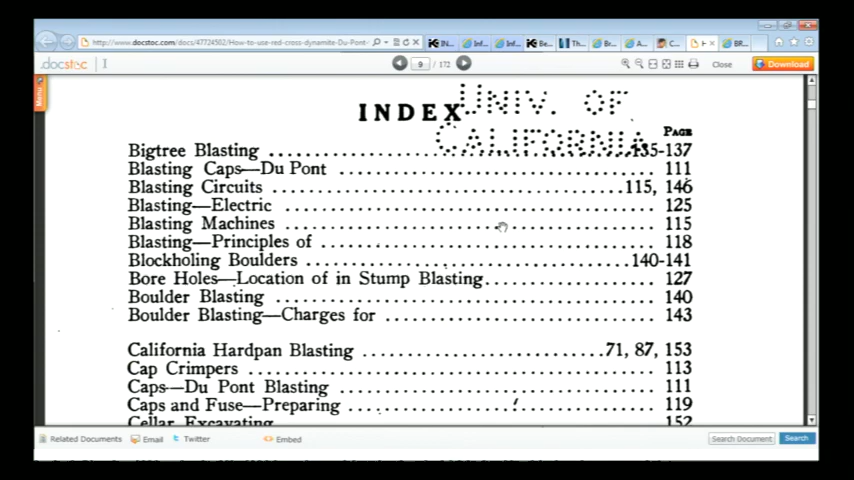 http://www.docstoc.com/docs/47724502/How-to-use-red-cross-dynamite-Du-Pont-
docstoc
9 / 172
Close
Download
Menu
UNIV. OF
INDEX
CALIFORNIA
PAGE
Bigtree Blasting ........................ 135-137
Blasting Caps—Du Pont ........................ 111
Blasting Circuits ........................ 115, 146
Blasting—Electric ........................ 125
Blasting Machines ........................ 115
Blasting—Principles of ........................ 118
Blockholing Boulders ........................ 140-141
Bore Holes—Location of in Stump Blasting ........................ 127
Boulder Blasting ........................ 140
Boulder Blasting—Charges for ........................ 143
California Hardpan Blasting ........................ 71, 87, 153
Cap Crimpers ........................ 113
Caps—Du Pont Blasting ........................ 111
Caps and Fuse—Preparing ........................ 119
Cellar Excavating ........................ 152
Related Documents Email Twitter Embed Search Document Search